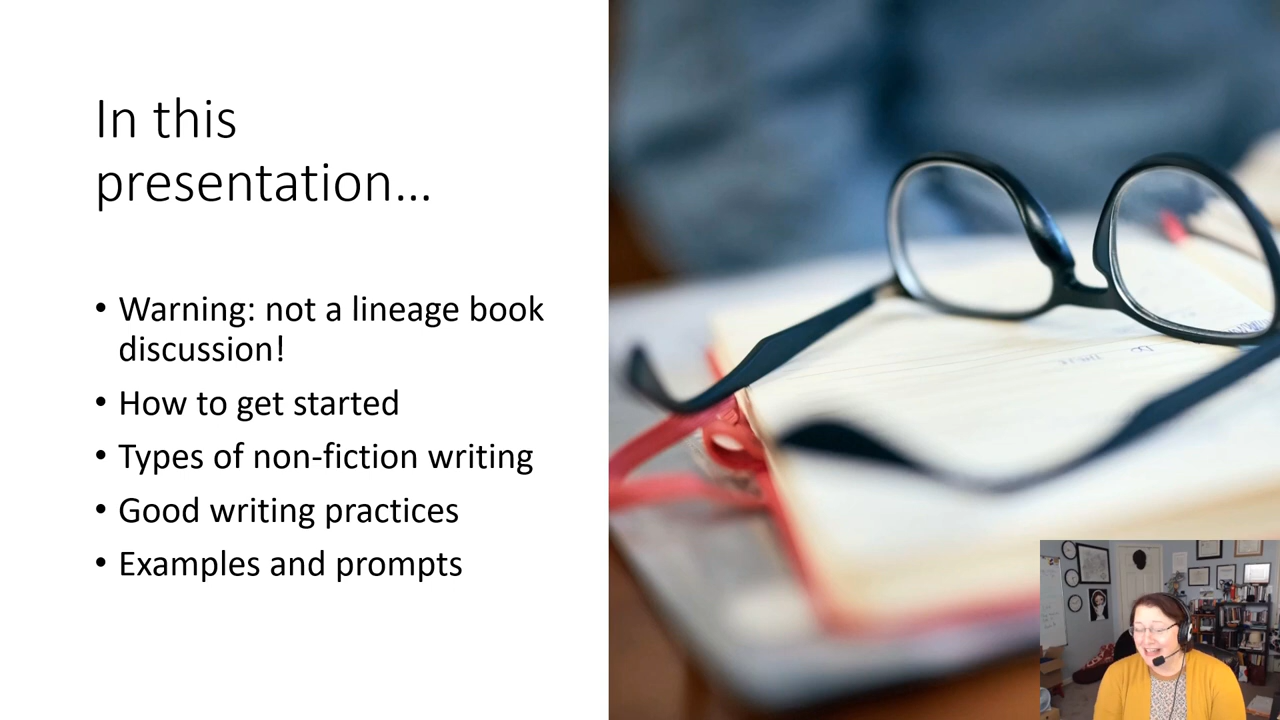 In this
presentation…
• Warning: not a lineage book
discussion!
• How to get started
• Types of non-fiction writing
• Good writing practices
• Examples and prompts